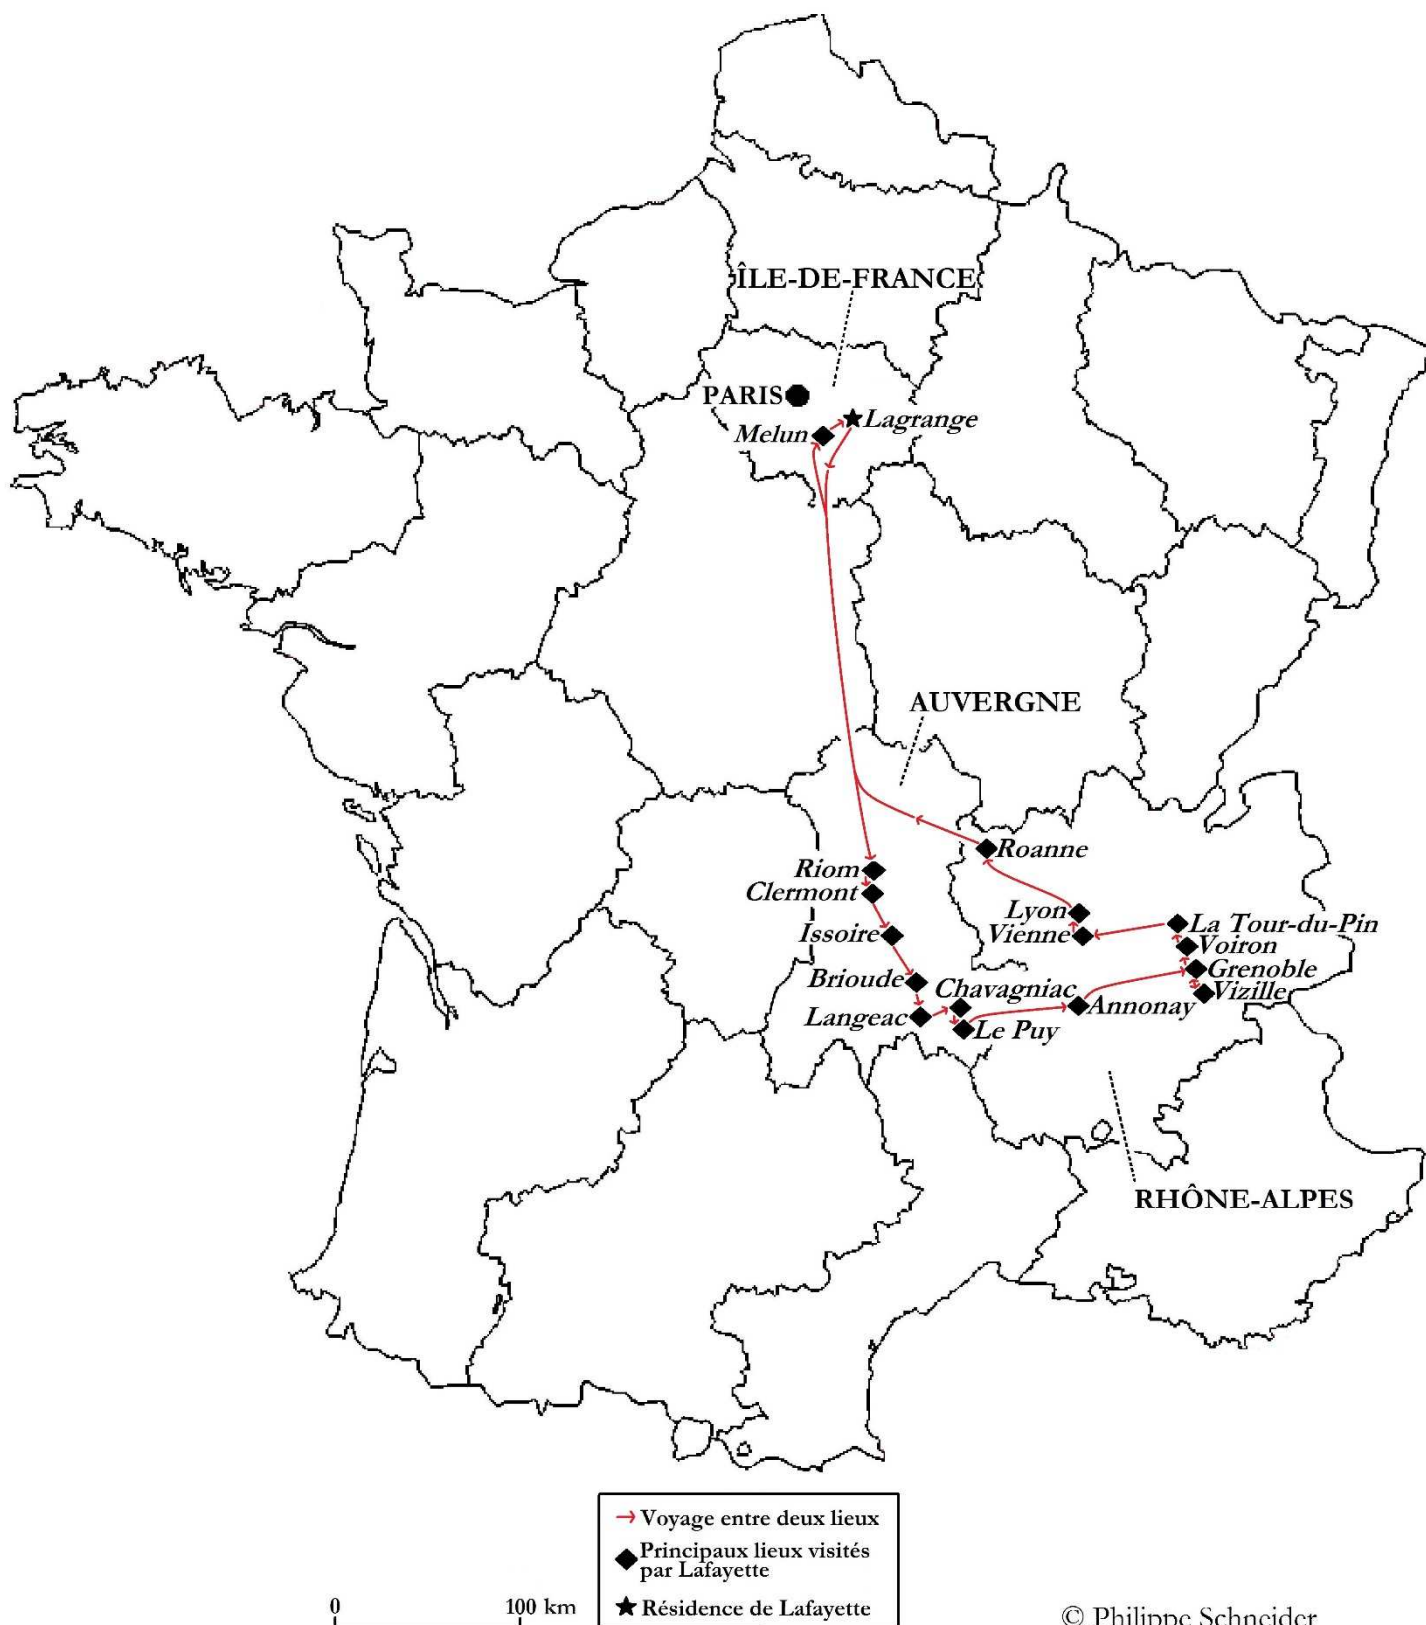 ÎLE-DE-FRANCE
PARIS
Lagrange
Melun
AUVERGNE
Roanne
Riom
Clermont
Lyon
La Tour-du-Pin
Issoire
Vienne
Voiron
Grenoble
Brioude
Chavagniac
Vizille
Langeac
Annonay
Le Puy
RHÔNE-ALPES
Voyage entre deux lieux
Principaux lieux visités
par Lafayette
Résidence de Lafayette
0 100 km
© Philippe Schneider